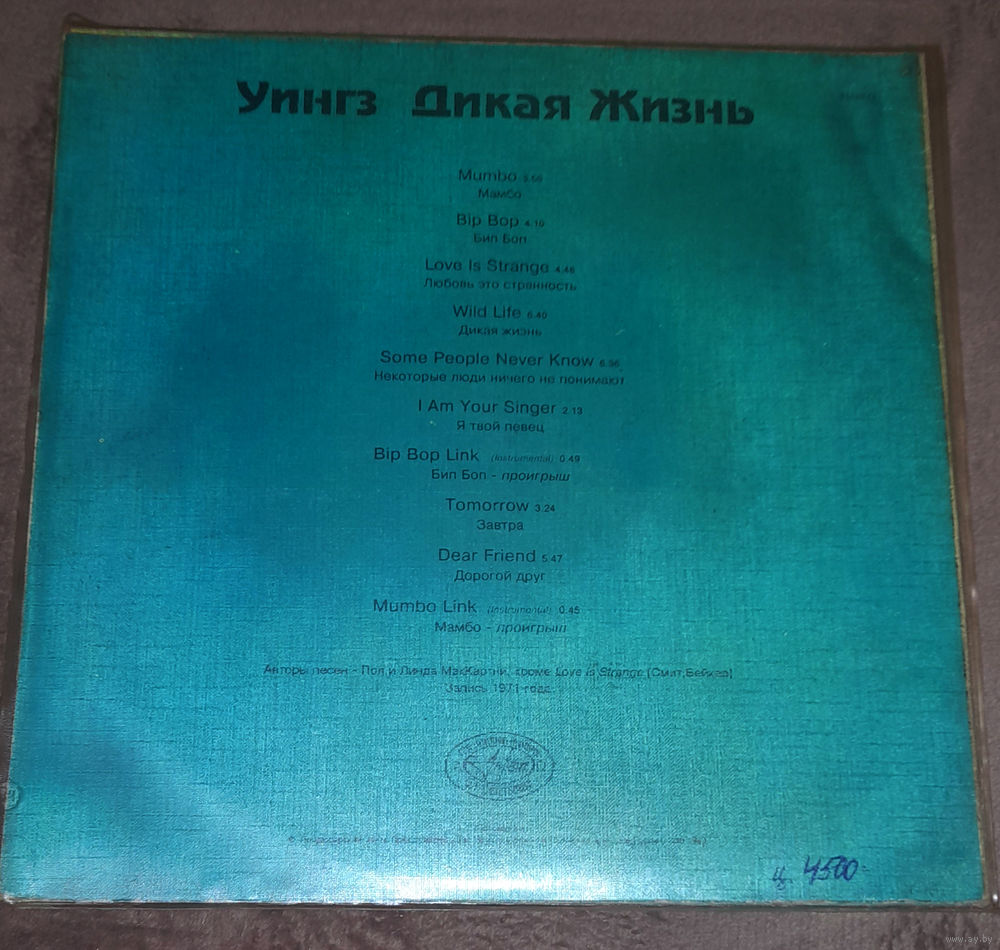 Уингз Дикая Жизнь
Mumbo
Мамбо
Bip Bop 4.10
Бип Боп
Love Is Strange 4.46
Любовь это странность
Wild Life 6.40
Дикая жизнь
Some People Never Know 6.36
Некоторые люди ничего не понимают
I Am Your Singer 2.13
Я твой певец
Bip Bop Link (Instrumental) 0.49
Бип Боп - проигрыш
Tomorrow 3.24
Завтра
Dear Friend 5.47
Дорогой друг
Mumbo Link (Instrumental) 0.45
Мамбо - проигрыш
Авторы песен - Пол и Линда МакКартни, кроме Love Is Strange (Смит, Бейкер)
Запись 1971 года
ц. 4500
www.ay.by